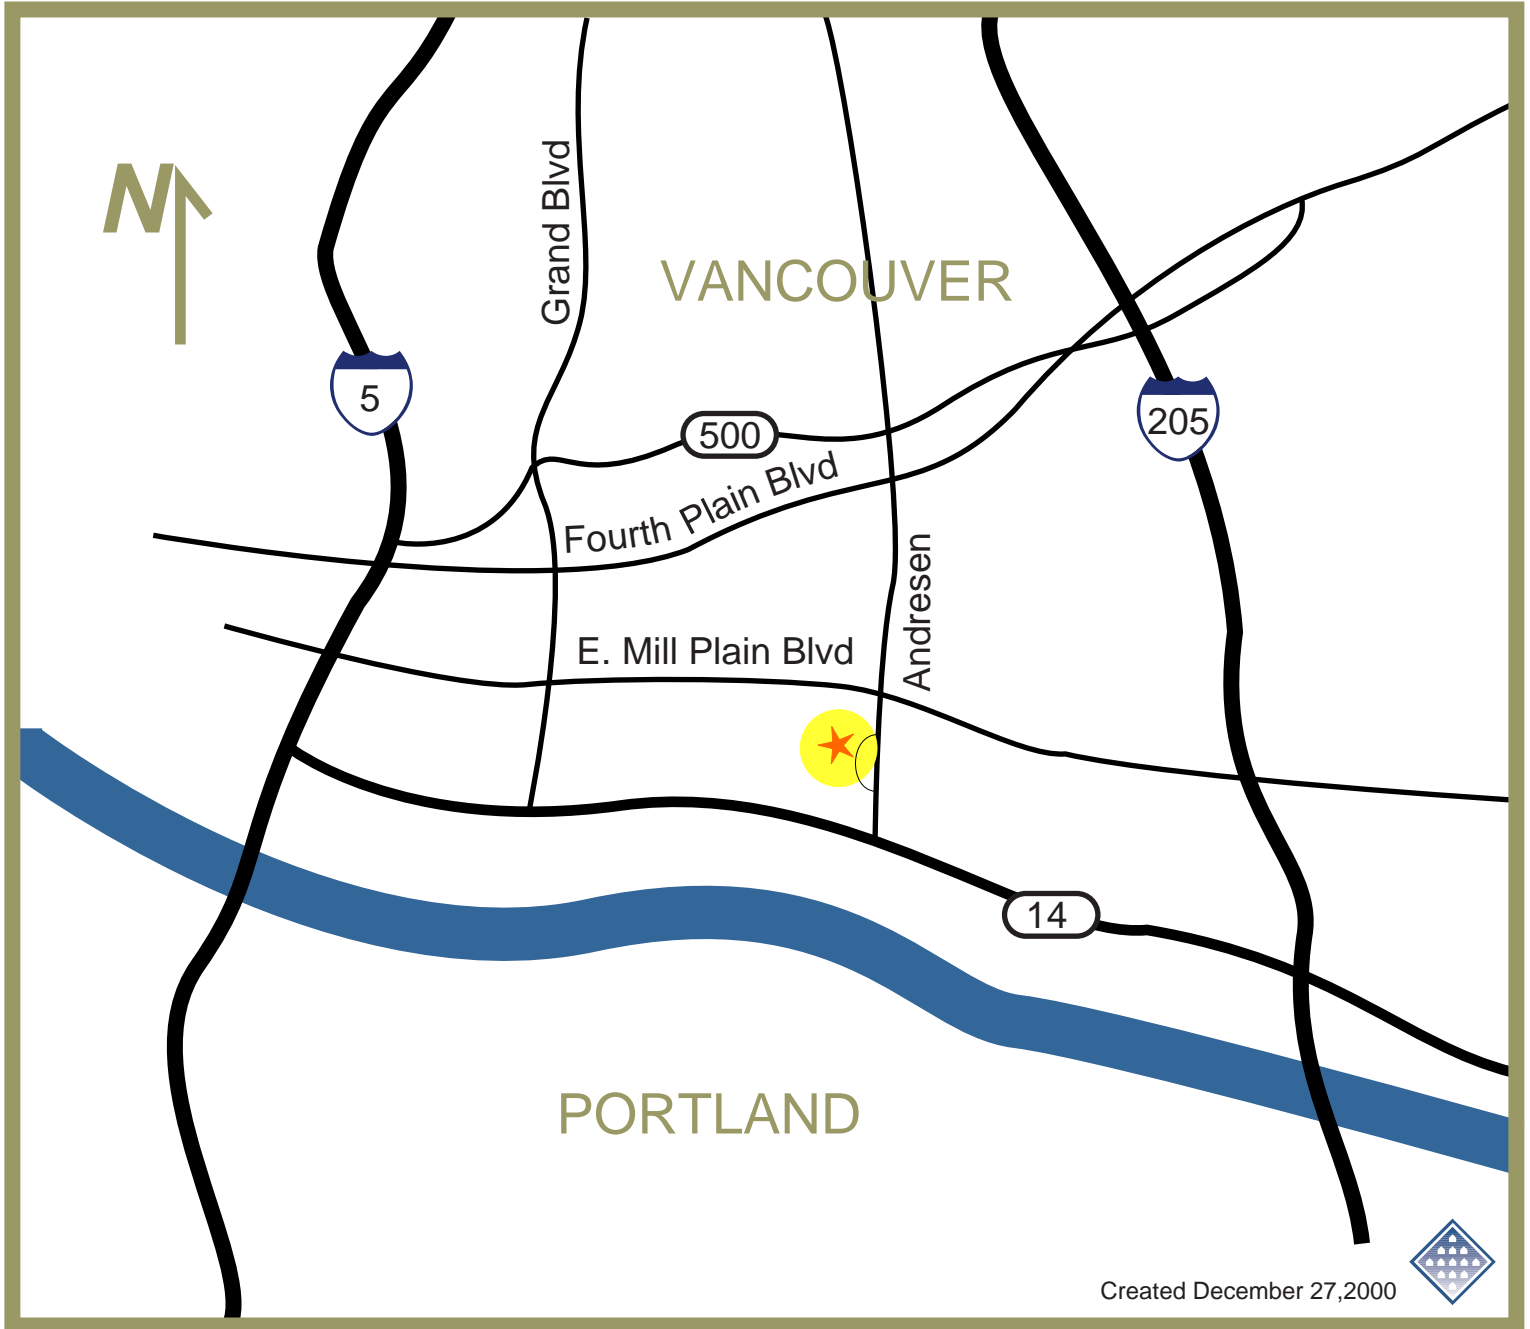 N
Grand Blvd
VANCOUVER
5
205
500
Fourth Plain Blvd
Andresen
E. Mill Plain Blvd
14
PORTLAND
Created December 27,2000